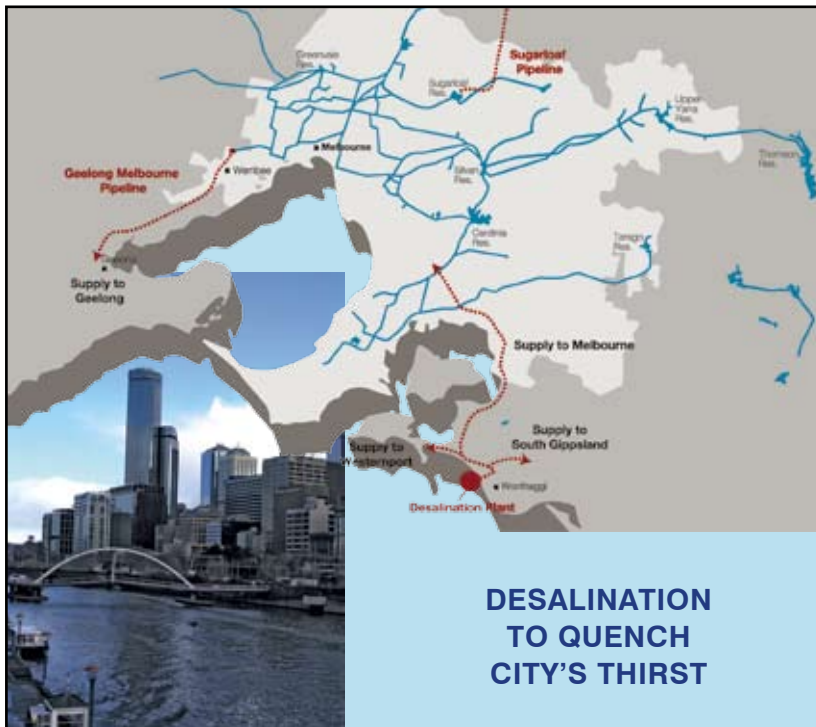 Sugarloaf
Pipeline
Greenvale
Res.
Sugarloaf
Res.
Upper
Yarra
Res.
Melbourne
Geelong Melbourne
Pipeline
Werribee
Silvan
Res.
Thomson
Res.
Cardinia
Res.
Tarago
Res.
Geelong
Supply to
Geelong
Supply to Melbourne
Supply to
South Gippsland
Supply to
Westernport
Wonthaggi
Desalination Plant
DESALINATION
TO QUENCH
CITY'S THIRST